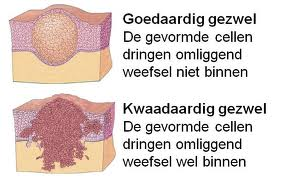 Goedaardig gezwel
De gevormde cellen
dringen omliggend
weefsel niet binnen
Kwaadaardig gezwel
De gevormde cellen
dringen omliggend
weefsel wel binnen